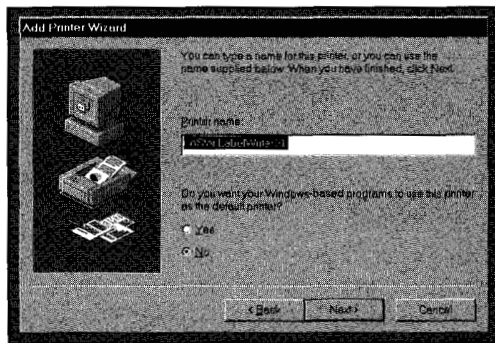 Add Printer Wizard
You can type a name for this printer, or you can use the
name supplied below. When you have finished, click Next.
Printer name:
Do you want your Windows-based programs to use this printer
as the default printer?
Yes
No
< Back
Next >
Cancel